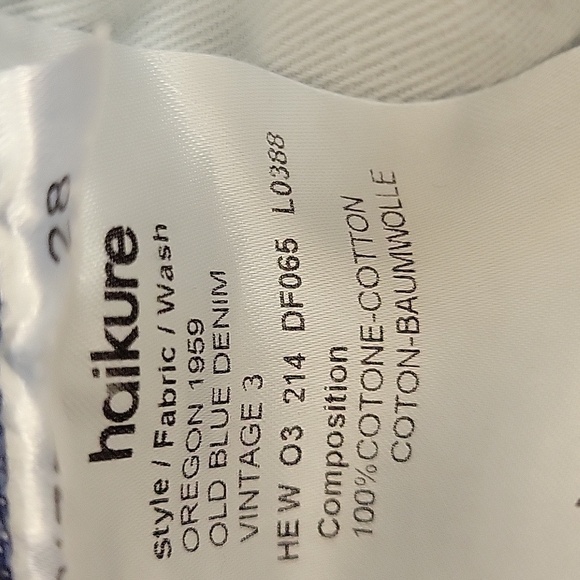 28
haikure
Style / Fabric / Wash
OREGON 1959
OLD BLUE DENIM
VINTAGE 3
HEW 03 214 DF065 L0388
Composition
100%COTONE-COTTON
COTON-BAUMWOLLE